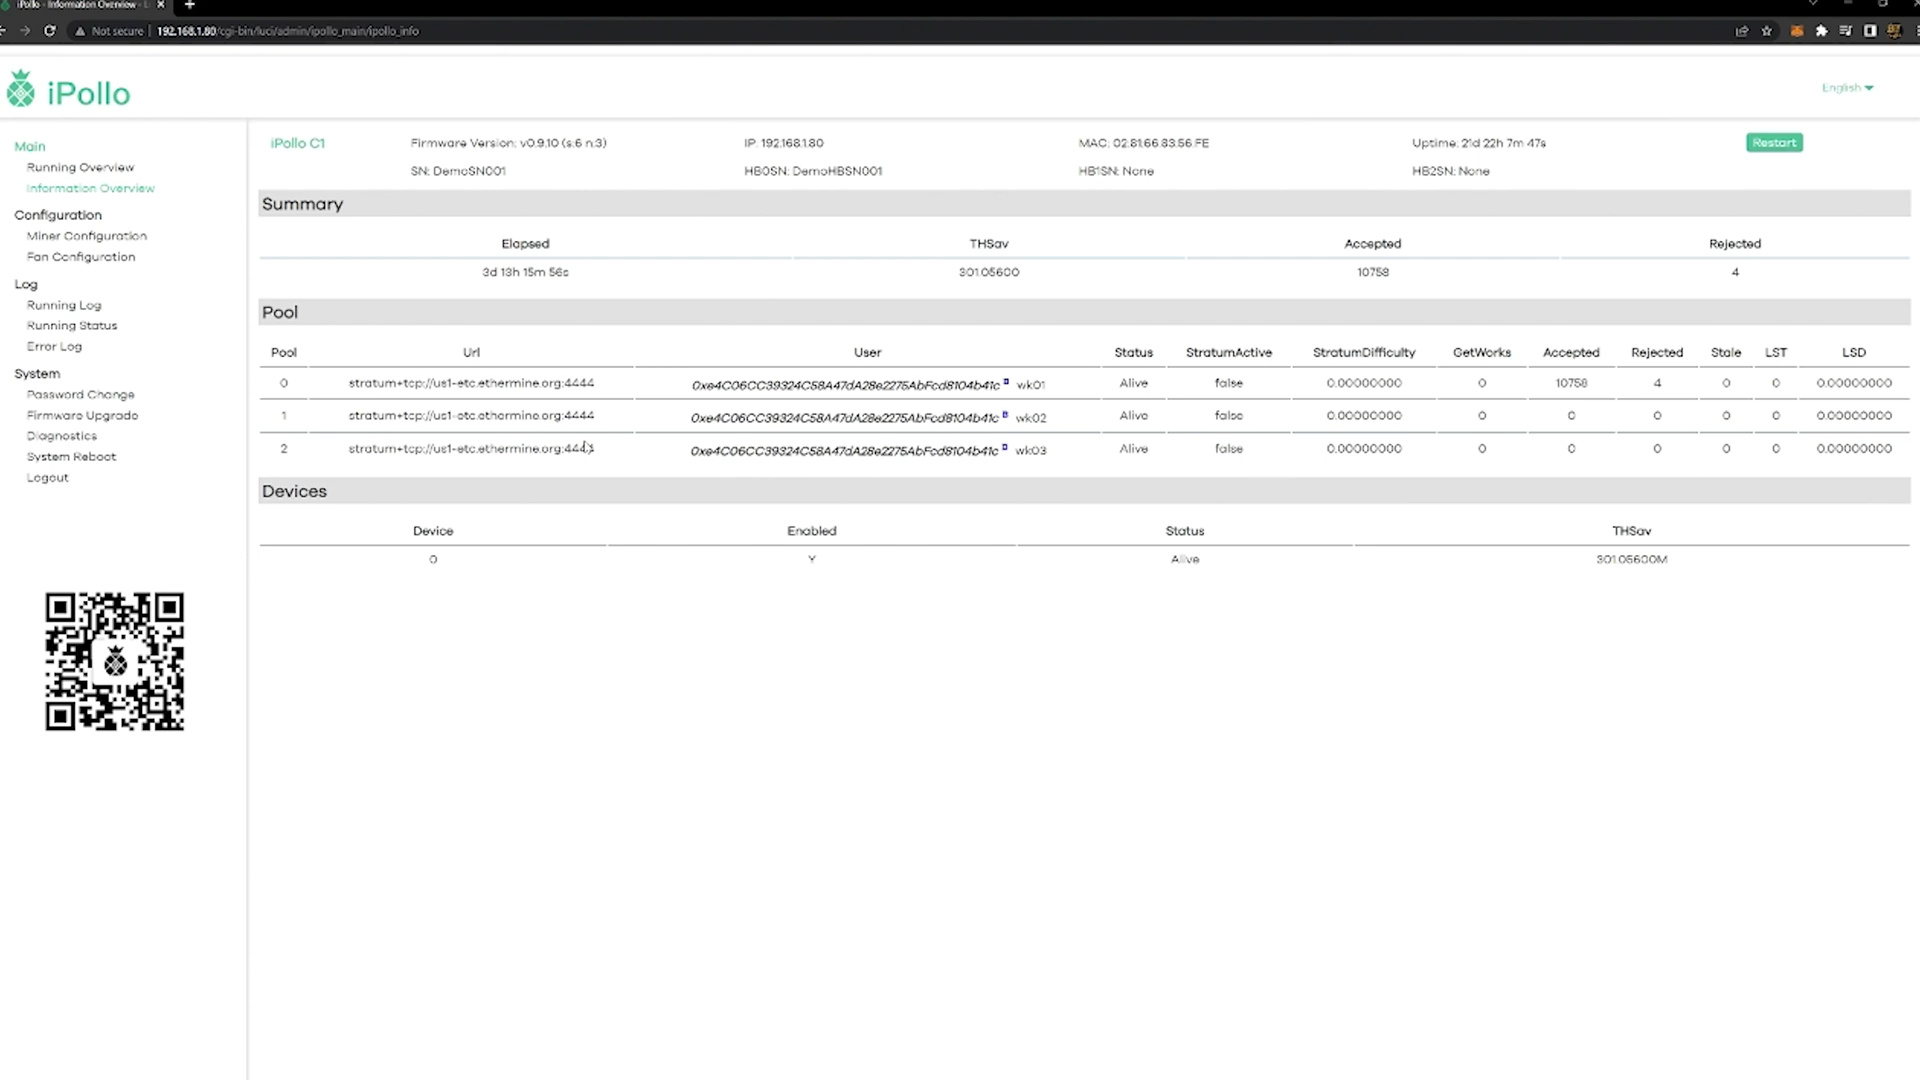 iPollo - Information Overview - L
Not secure 192.168.1.80/cgi-bin/luci/admin/ipollo_main/ipollo_info
iPollo
English
Main
Running Overview
Information Overview
Configuration
Miner Configuration
Fan Configuration
Log
Running Log
Running Status
Error Log
System
Password Change
Firmware Upgrade
Diagnostics
System Reboot
Logout
iPollo C1 Firmware Version: v0.9.10 (s:6 n:3) IP: 192.168.1.80 MAC: 02:81:66:83:56:FE Uptime: 21d 22h 7m 47s Restart
SN: DemoSN001 HB0SN: DemoHBSN001 HB1SN: None HB2SN: None
Summary
Elapsed THSav Accepted Rejected
3d 13h 15m 56s 301.05600 10758 4
Pool
Pool Url User Status StratumActive StratumDifficulty GetWorks Accepted Rejected Stale LST LSD
0 stratum+tcp://us1-etc.ethermine.org:4444 0xe4C06CC39324C58A47dA28e2275AbFcd8104b41c wk01 Alive false 0.00000000 0 10758 4 0 0 0.00000000
1 stratum+tcp://us1-etc.ethermine.org:4444 0xe4C06CC39324C58A47dA28e2275AbFcd8104b41c wk02 Alive false 0.00000000 0 0 0 0 0 0.00000000
2 stratum+tcp://us1-etc.ethermine.org:4444 0xe4C06CC39324C58A47dA28e2275AbFcd8104b41c wk03 Alive false 0.00000000 0 0 0 0 0 0.00000000
Devices
Device Enabled Status THSav
0 Y Alive 301.05600M